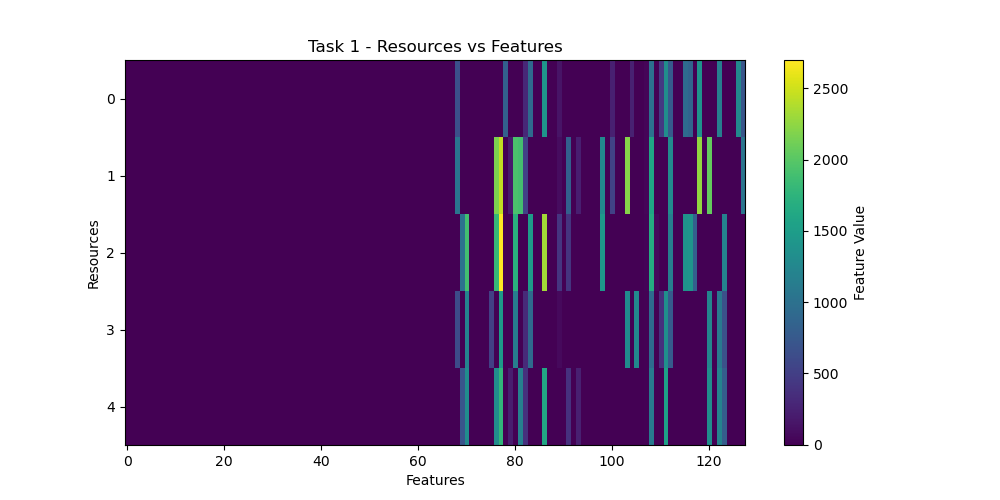 Task 1 - Resources vs Features
Resources
0
1
2
3
4
0 20 40 60 80 100 120
Features
2500
2000
1500
1000
500
0
Feature Value